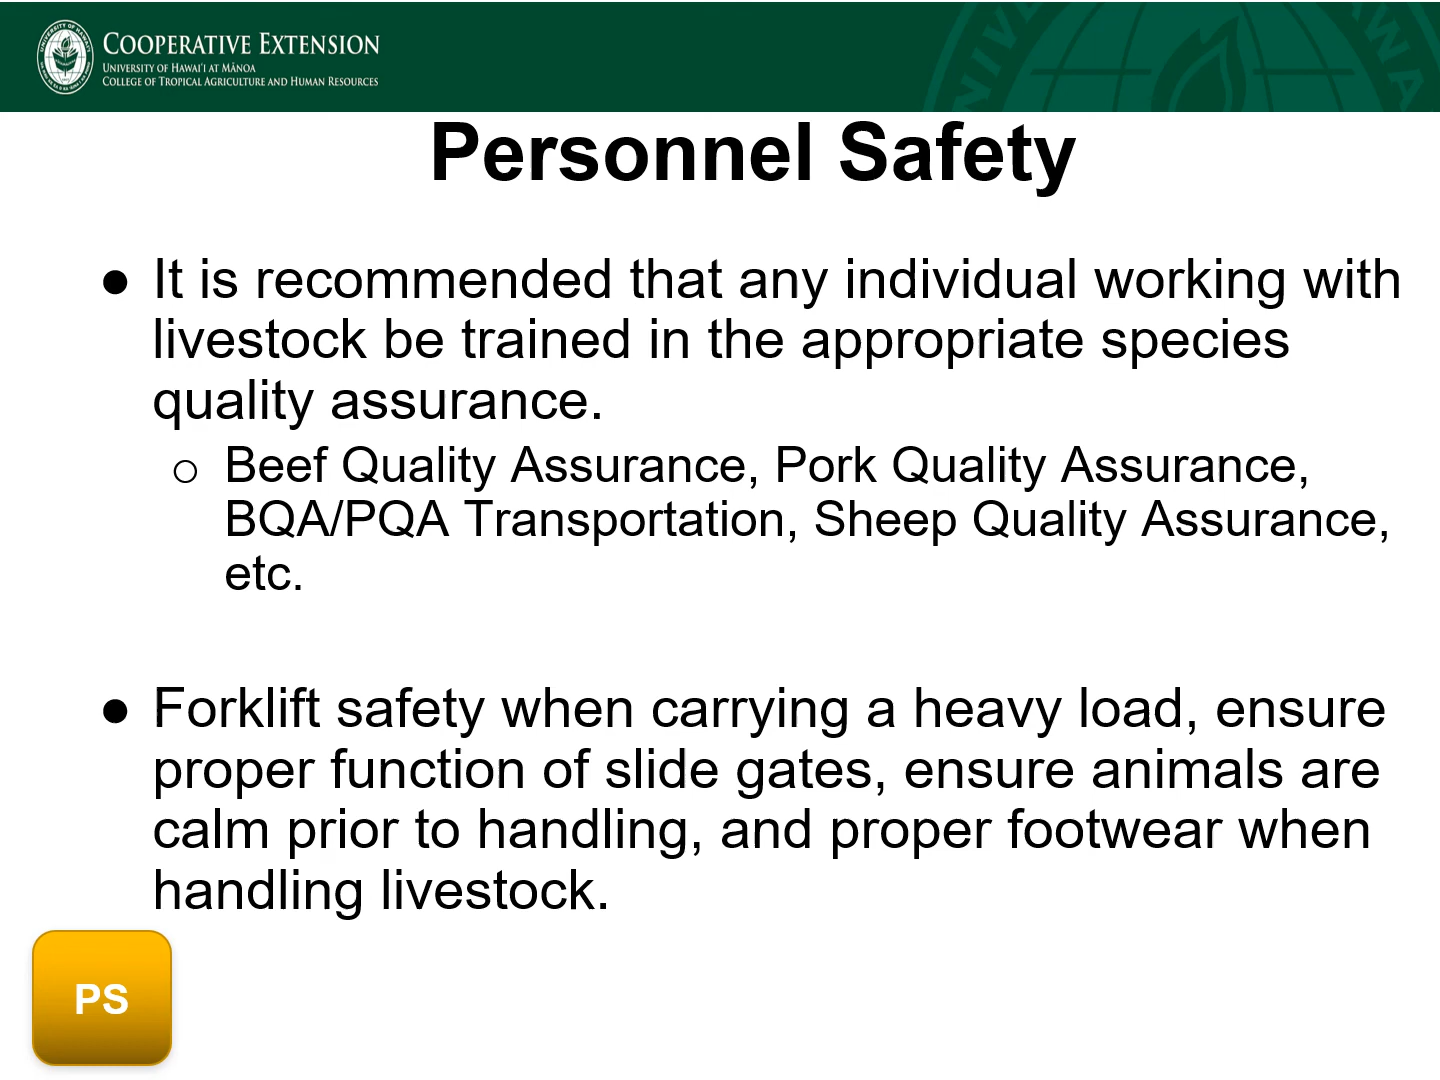 COOPERATIVE EXTENSION
UNIVERSITY OF HAWAI'I AT MĀNOA
COLLEGE OF TROPICAL AGRICULTURE AND HUMAN RESOURCES
Personnel Safety
● It is recommended that any individual working with
livestock be trained in the appropriate species
quality assurance.
○ Beef Quality Assurance, Pork Quality Assurance,
BQA/PQA Transportation, Sheep Quality Assurance,
etc.
● Forklift safety when carrying a heavy load, ensure
proper function of slide gates, ensure animals are
calm prior to handling, and proper footwear when
handling livestock.
PS